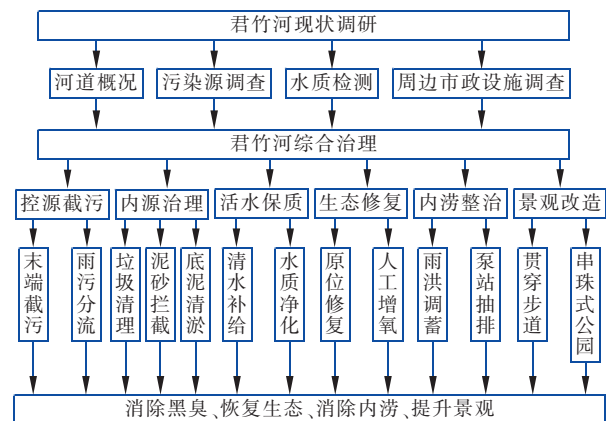 君竹河现状调研
河道概况
污染源调查
水质检测
周边市政设施调查
君竹河综合治理
控源截污
内源治理
活水保质
生态修复
内涝整治
景观改造
末端截污
雨污分流
垃圾清理
泥砂拦截
底泥清淤
清水补给
水质净化
原位修复
人工增氧
雨洪调蓄
泵站抽排
贯穿步道
串珠式公园
消除黑臭、恢复生态、消除内涝、提升景观